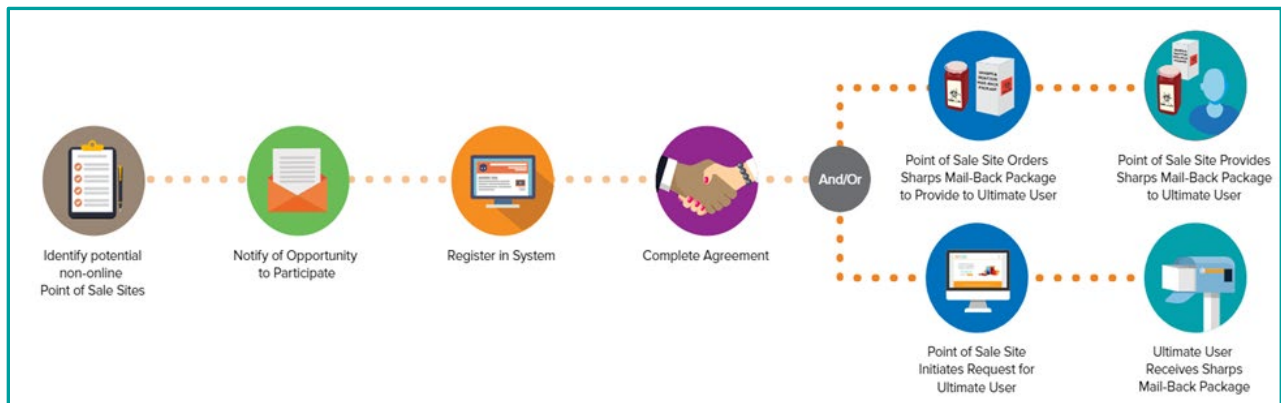 Identify potential
non-online
Point of Sale Sites
Notify of Opportunity
to Participate
Register in System
Complete Agreement
And/Or
Point of Sale Site Orders
Sharps Mail-Back Package
to Provide to Ultimate User
Point of Sale Site Provides
Sharps Mail-Back Package
to Ultimate User
Point of Sale Site
Initiates Request for
Ultimate User
Ultimate User
Receives Sharps
Mail-Back Package